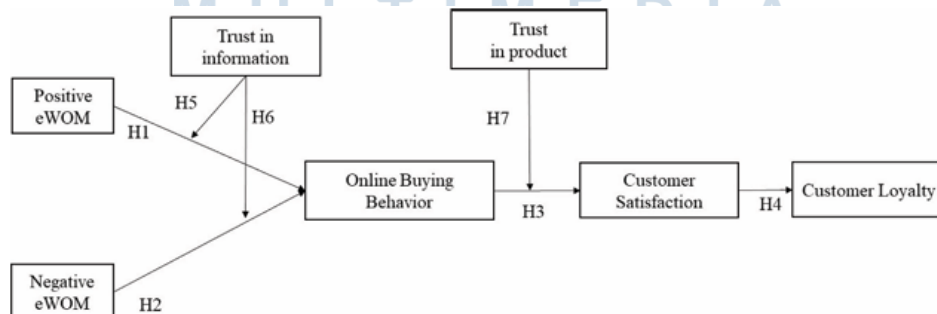 MULTIMEDIA
Trust in
information
Trust
in product
Positive
eWOM
H5
H6
H1
H7
Online Buying
Behavior
H3
Customer
Satisfaction
H4
Customer Loyalty
Negative
eWOM
H2